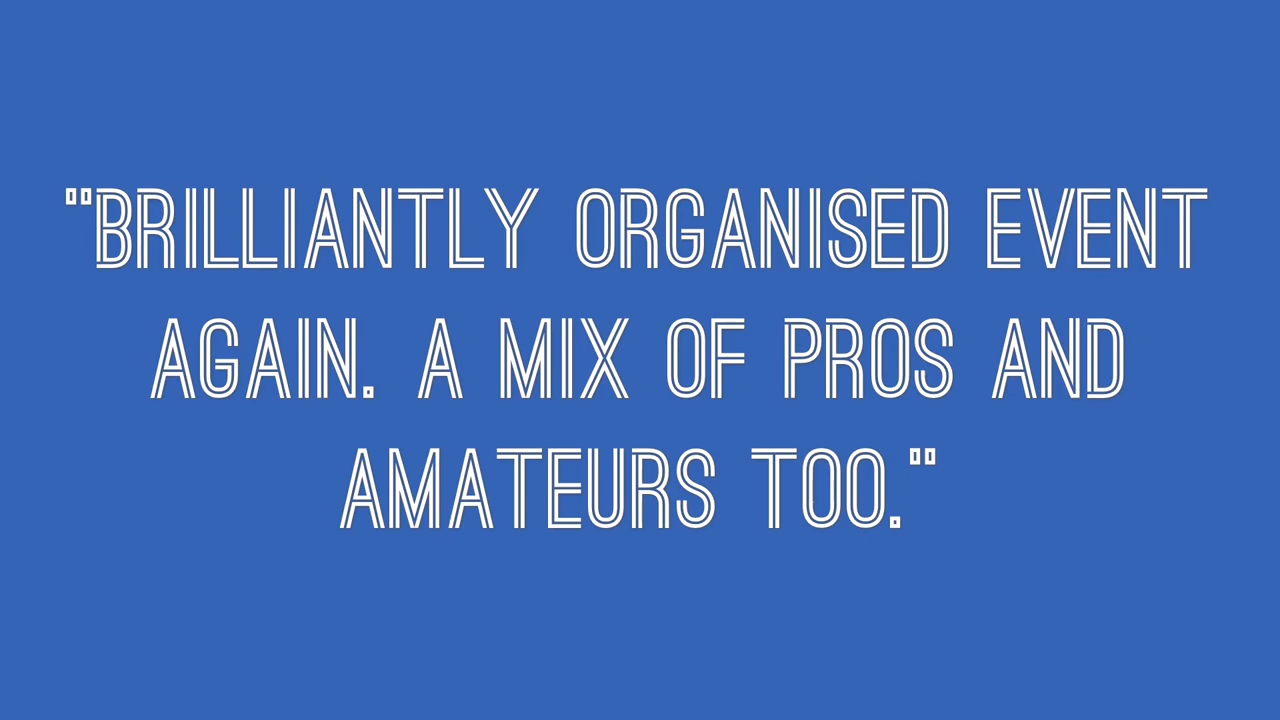 "BRILLIANTLY ORGANISED EVENT
AGAIN. A MIX OF PROS AND
AMATEURS TOO."